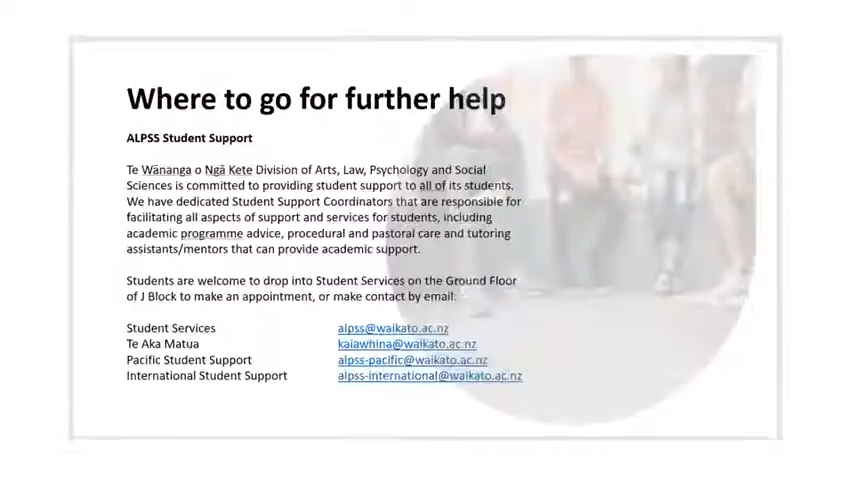 Where to go for further help
ALPSS Student Support
Te Wānanga o Ngā Kete Division of Arts, Law, Psychology and Social
Sciences is committed to providing student support to all of its students.
We have dedicated Student Support Coordinators that are responsible for
facilitating all aspects of support and services for students, including
academic programme advice, procedural and pastoral care and tutoring
assistants/mentors that can provide academic support.
Students are welcome to drop into Student Services on the Ground Floor
of J Block to make an appointment, or make contact by email:
Student Services alpss@waikato.ac.nz
Te Aka Matua kaiawhina@waikato.ac.nz
Pacific Student Support alpss-pacific@waikato.ac.nz
International Student Support alpss-international@waikato.ac.nz